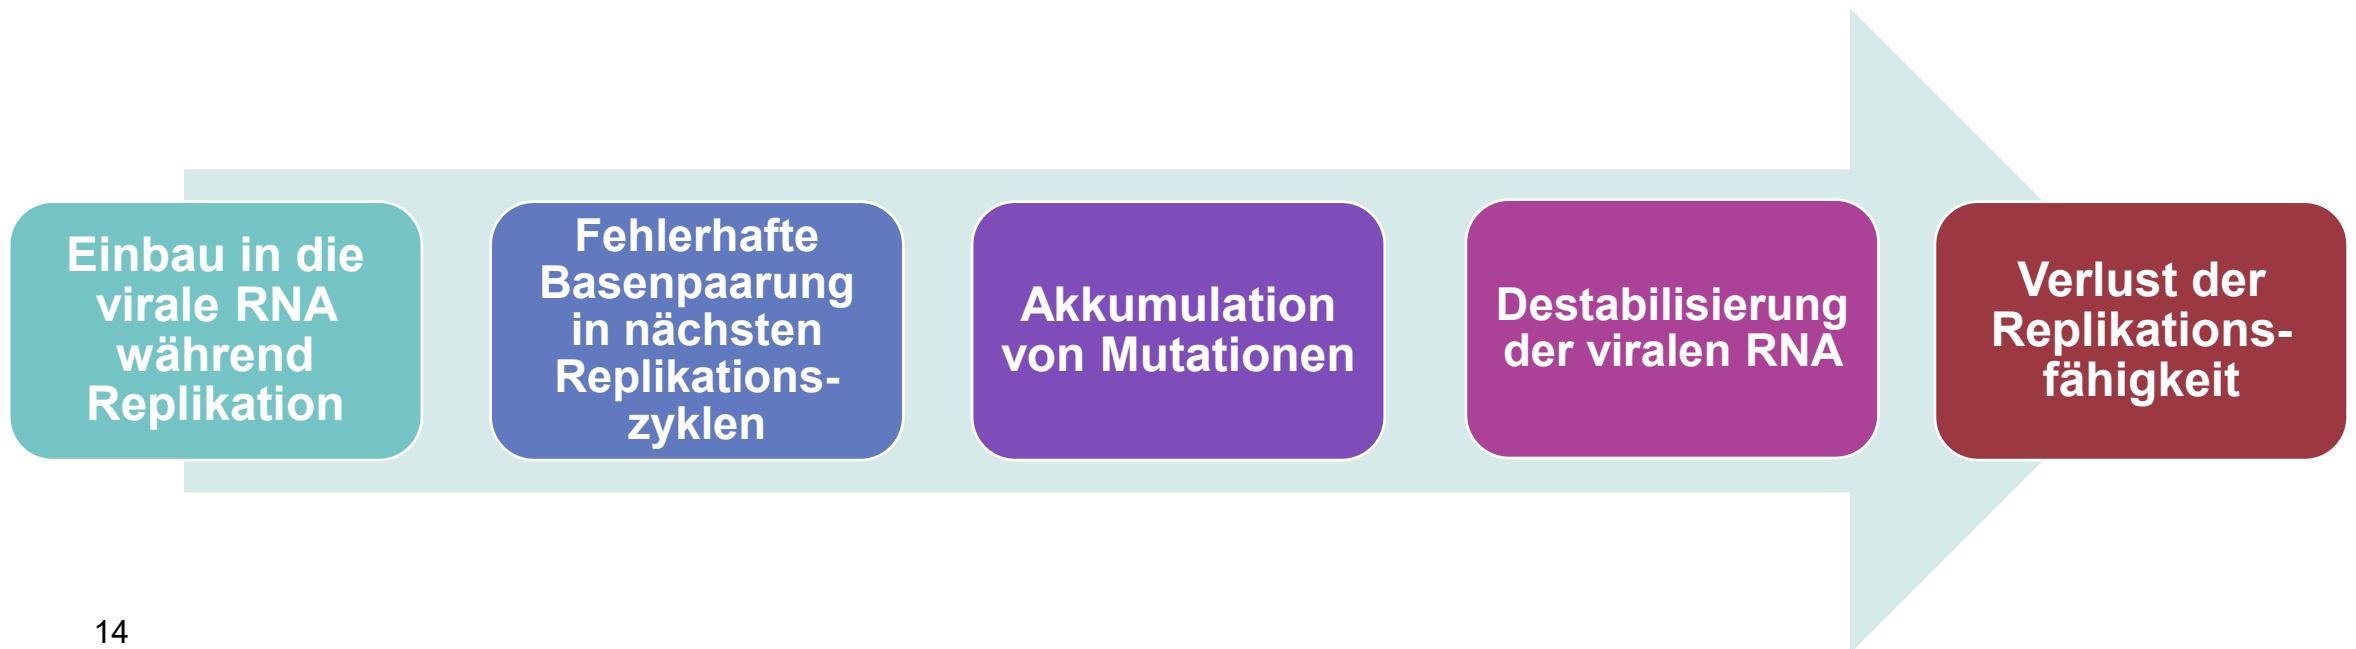 Einbau in die
virale RNA
während
Replikation
Fehlerhafte
Basenpaarung
in nächsten
Replikations-
zyklen
Akkumulation
von Mutationen
Destabilisierung
der viralen RNA
Verlust der
Replikations-
fähigkeit
14